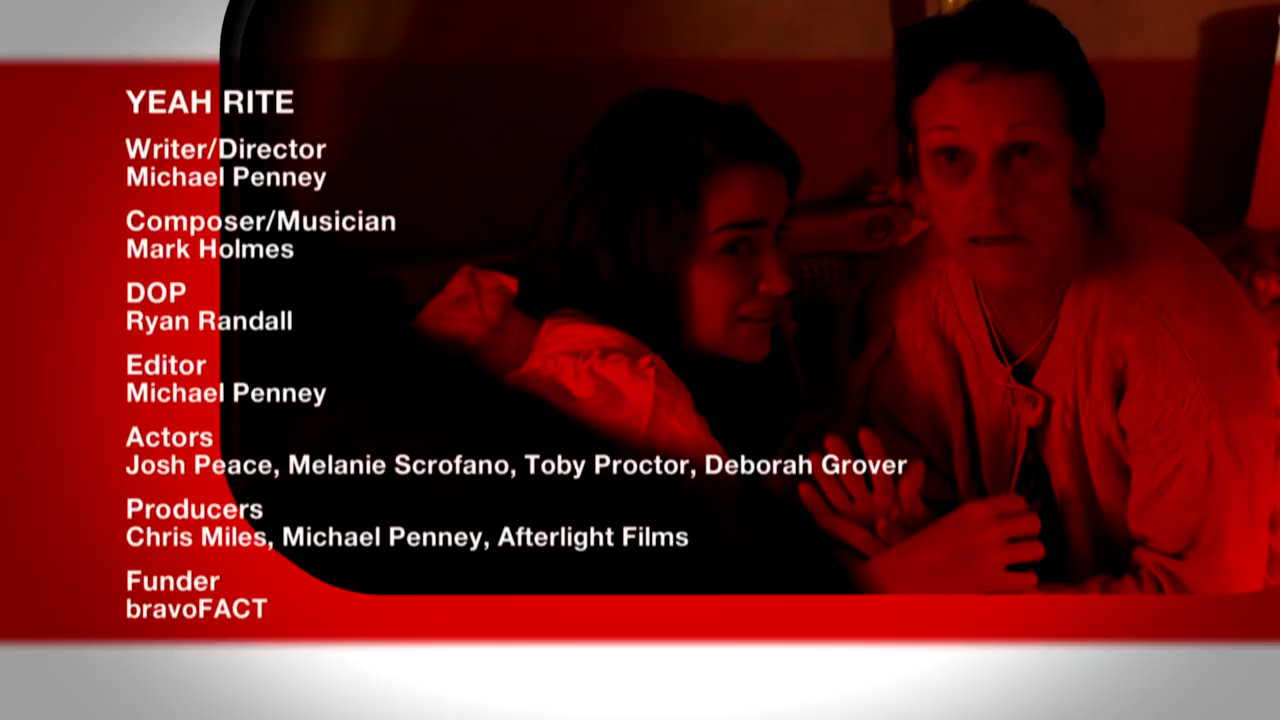 YEAH RITE
Writer/Director
Michael Penney
Composer/Musician
Mark Holmes
DOP
Ryan Randall
Editor
Michael Penney
Actors
Josh Peace, Melanie Scrofano, Toby Proctor, Deborah Grover
Producers
Chris Miles, Michael Penney, Afterlight Films
Funder
bravoFACT